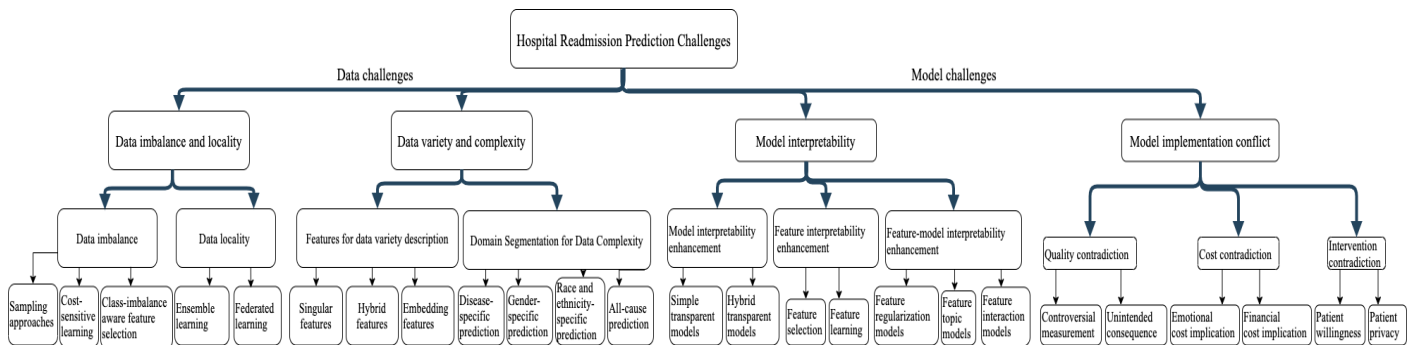 Hospital Readmission Prediction Challenges
Data challenges
Model challenges
Data imbalance and locality
Data variety and complexity
Model interpretability
Model implementation conflict
Data imbalance
Data locality
Features for data variety description
Domain Segmentation for Data Complexity
Model interpretability
enhancement
Feature interpretability
enhancement
Feature-model interpretability
enhancement
Quality contradiction
Cost contradiction
Intervention
contradiction
Sampling
approaches
Cost-
sensitive
learning
Class-imbalance
aware feature
selection
Ensemble
learning
Federated
learning
Singular
features
Hybrid
features
Embedding
features
Disease-
specific
prediction
Gender-
specific
prediction
Race and
ethnicity-
specific
prediction
All-cause
prediction
Simple
transparent
models
Hybrid
transparent
models
Feature
selection
Feature
learning
Feature
regularization
models
Feature
topic
models
Feature
interaction
models
Controversial
measurement
Unintended
consequence
Emotional
cost implication
Financial
cost implication
Patient
willingness
Patient
privacy